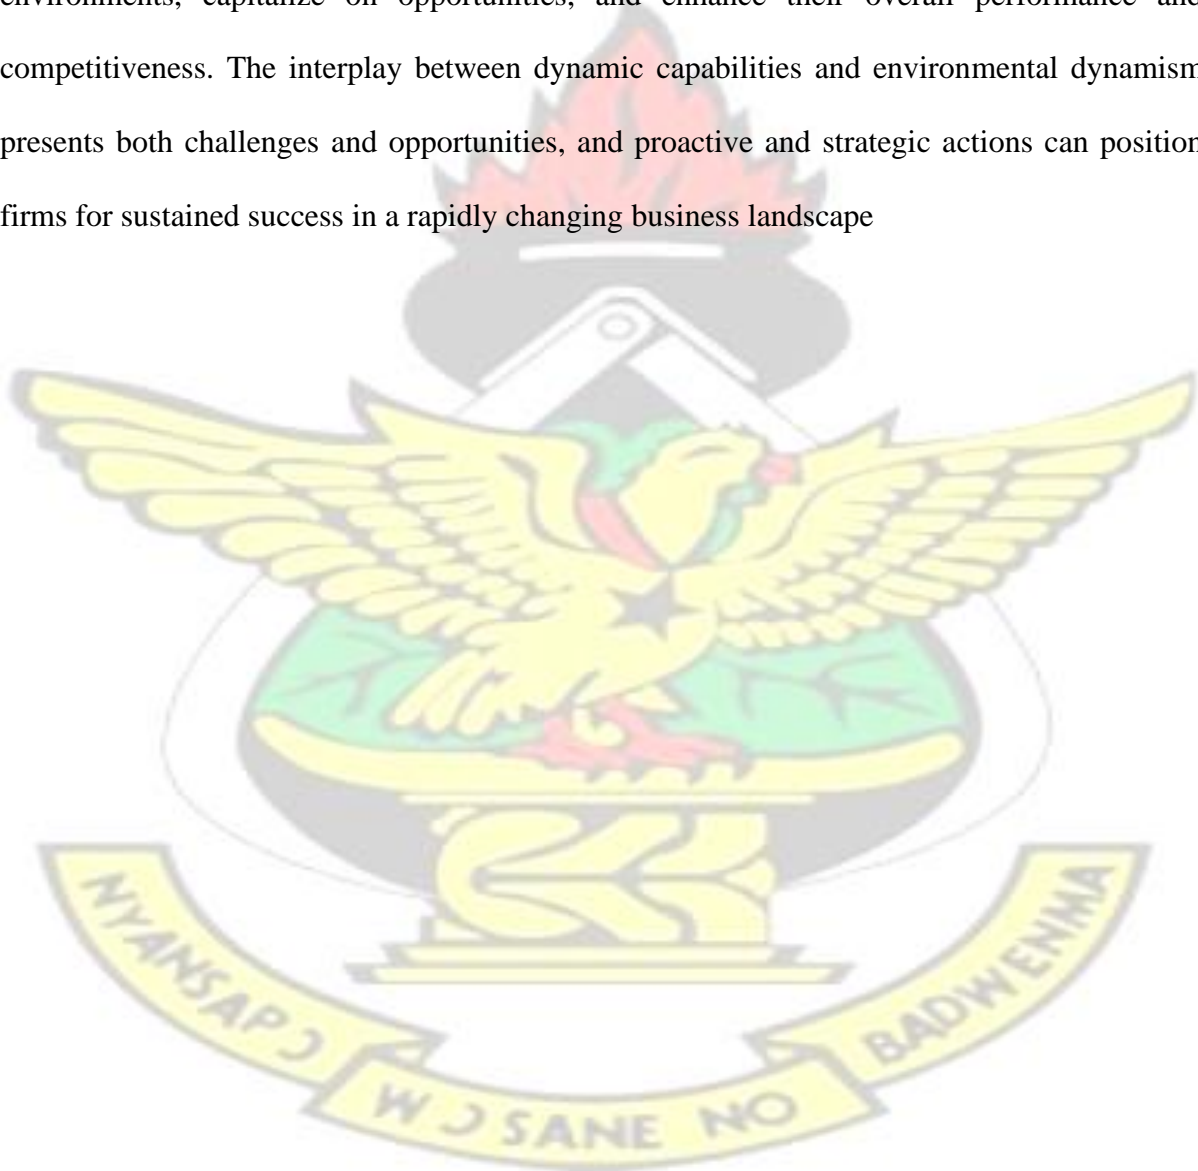 environments, capitalize on opportunities, and enhance their overall performance and
competitiveness. The interplay between dynamic capabilities and environmental dynamism
presents both challenges and opportunities, and proactive and strategic actions can position
firms for sustained success in a rapidly changing business landscape
NYANSAPƆ
WƆSANE NO
BADWENMA